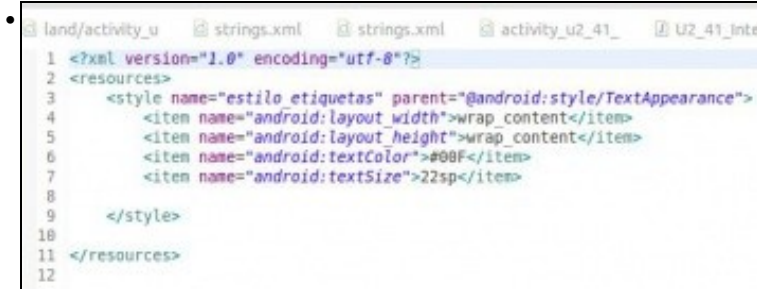 land/activity_u strings.xml strings.xml activity_u2_41_ U2_41_Inte
1 <?xml version="1.0" encoding="utf-8"?>
2 <resources>
3 <style name="estilo_etiquetas" parent="@android:style/TextAppearance">
4 <item name="android:layout_width">wrap_content</item>
5 <item name="android:layout_height">wrap_content</item>
6 <item name="android:textColor">#00F</item>
7 <item name="android:textSize">22sp</item>
8
9 </style>
10
11 </resources>
12